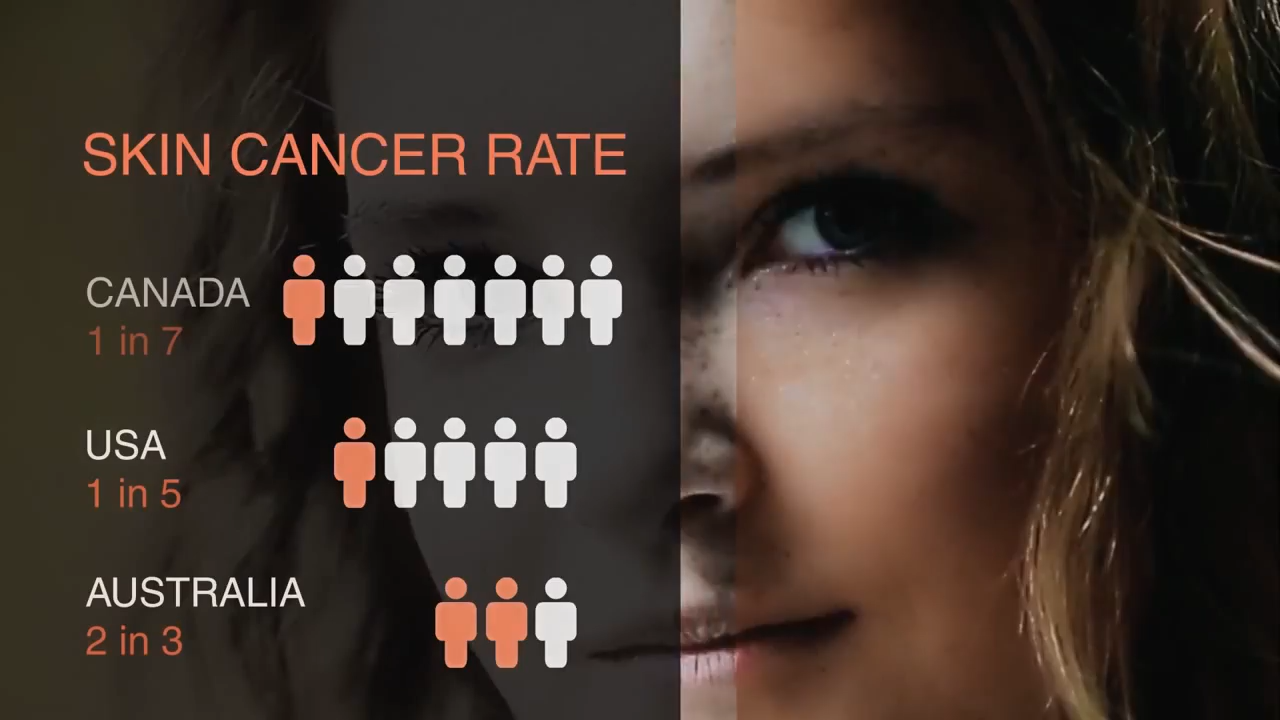 SKIN CANCER RATE
CANADA
1 in 7
USA
1 in 5
AUSTRALIA
2 in 3